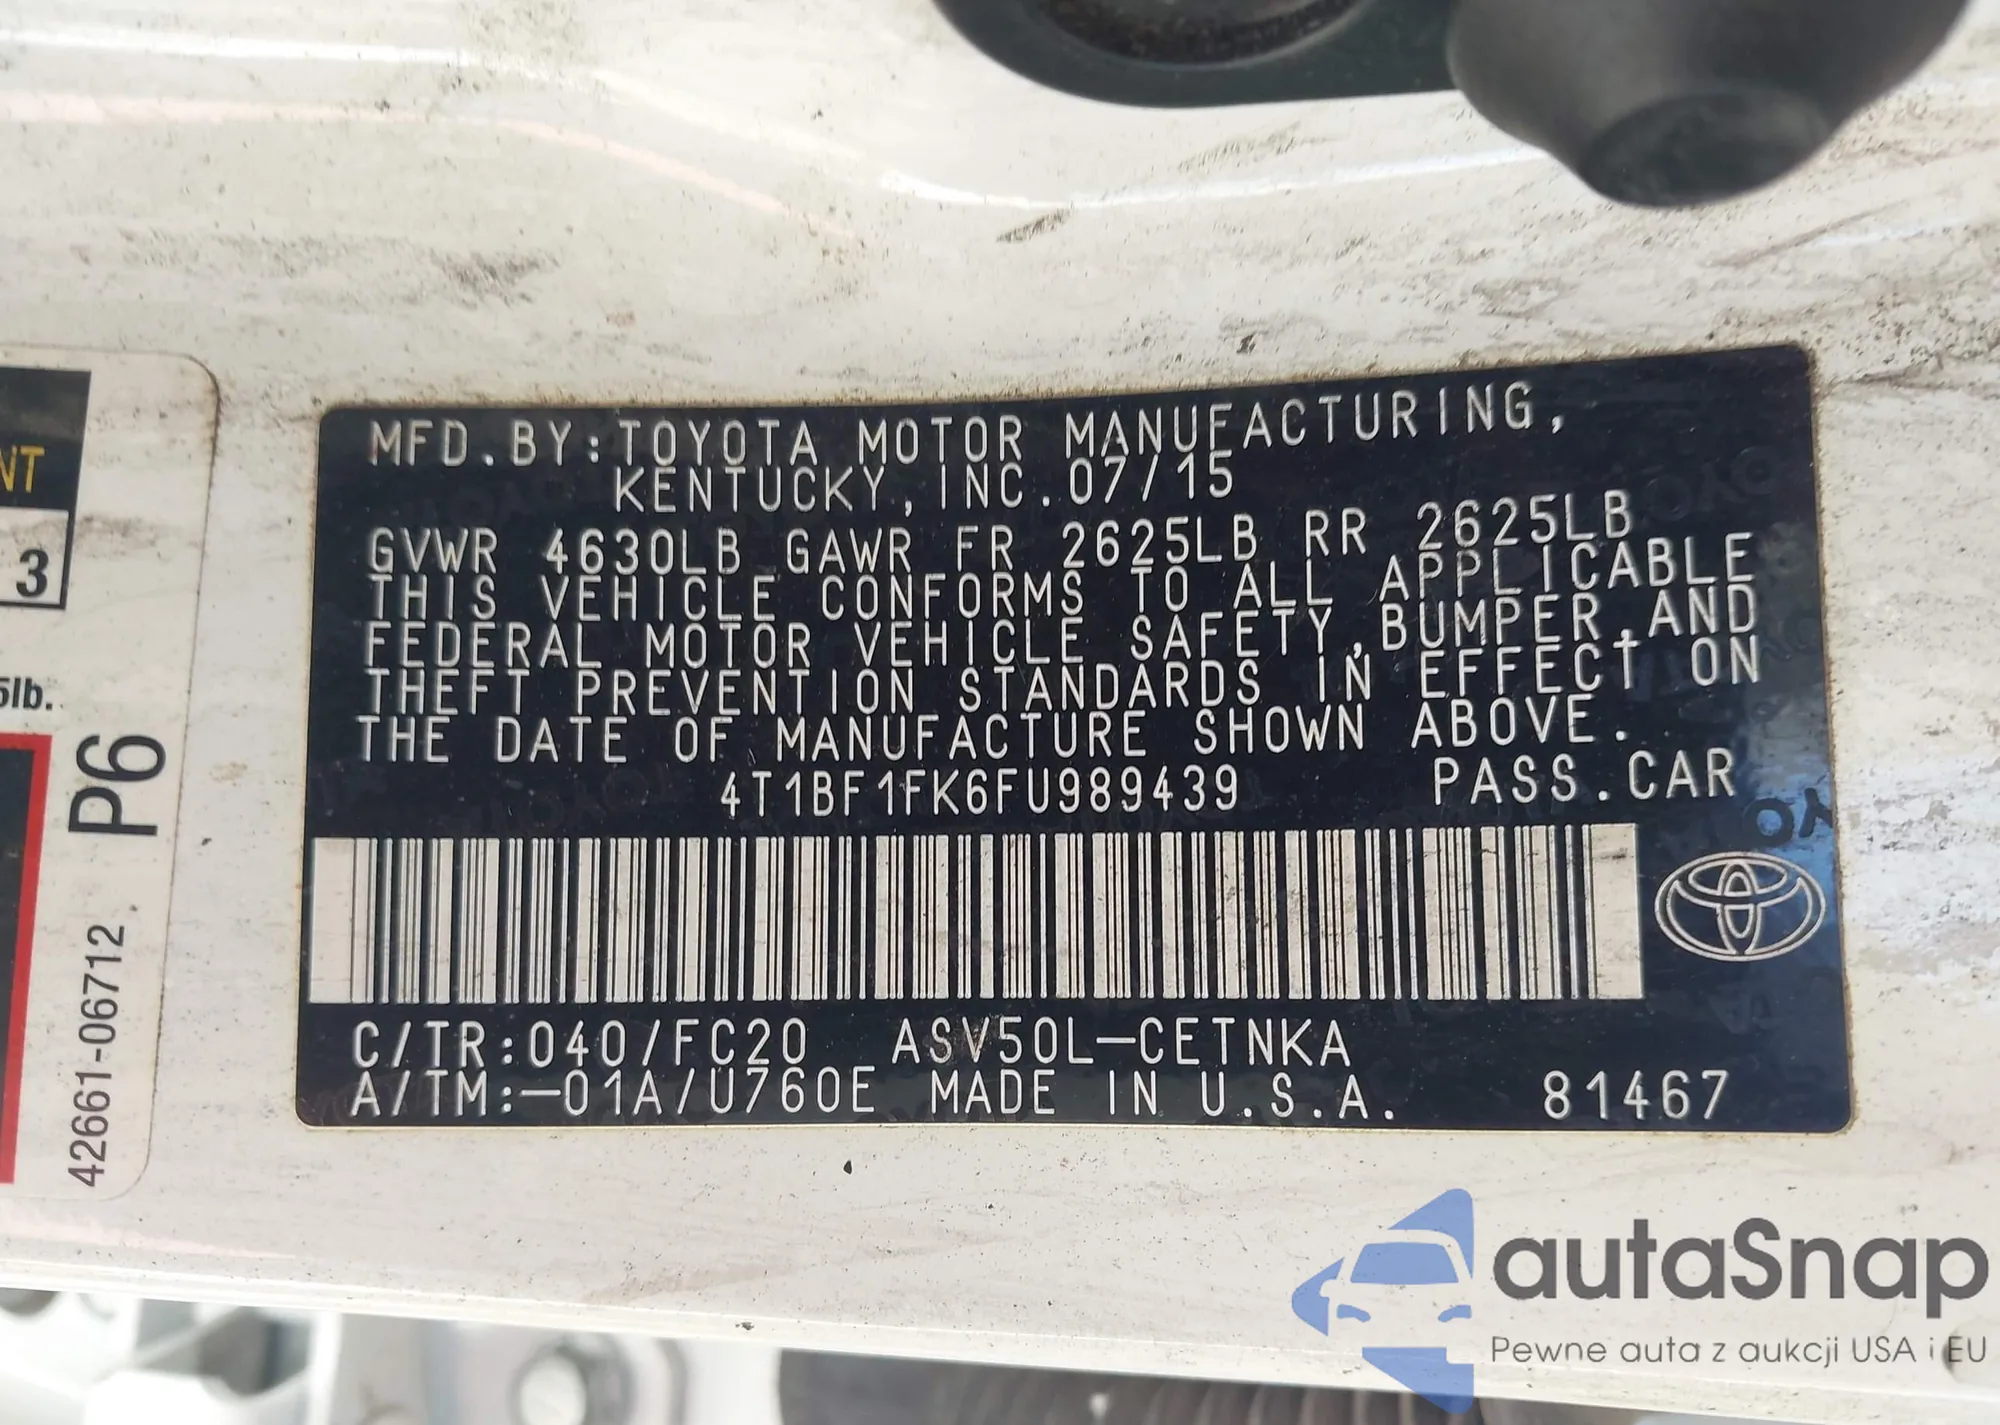 MFD.BY:TOYOTA MOTOR MANUFACTURING,
KENTUCKY,INC.07/15
GVWR 4630LB GAWR FR 2625LB RR 2625LB
THIS VEHICLE CONFORMS TO ALL APPLICABLE
FEDERAL MOTOR VEHICLE SAFETY,BUMPER,AND
THEFT PREVENTION STANDARDS IN EFFECT ON
THE DATE OF MANUFACTURE SHOWN ABOVE.
4T1BF1FK6FU989439 PASS.CAR
C/TR:040/FC20 ASV50L-CETNKA
A/TM:-01A/U760E MADE IN U.S.A. 81467
NT
3
5lb.
P6
42661-06712
autaSnap
Pewne auta z aukcji USA i EU